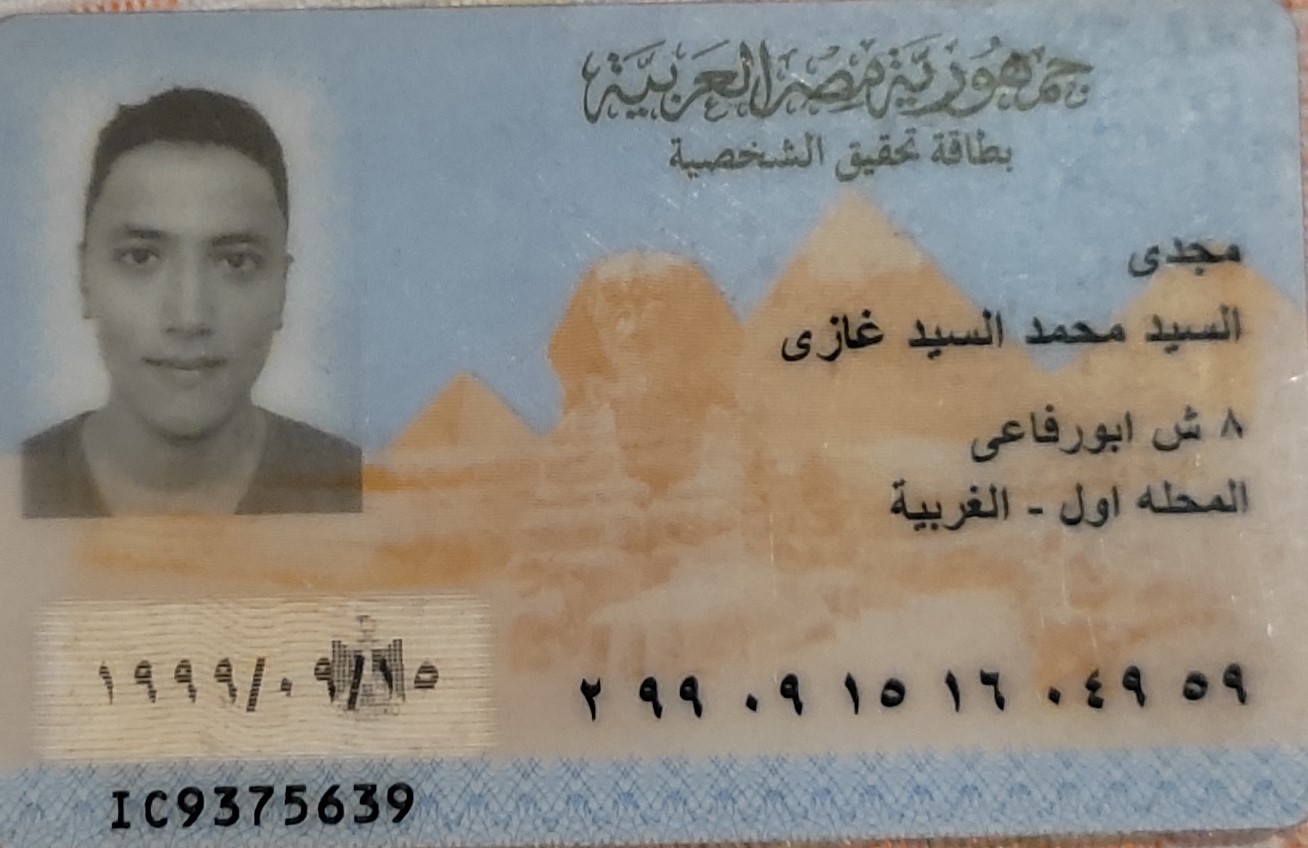 جمهورية مصر العربية
بطاقة تحقيق الشخصية
مجدى
السيد محمد السيد غازى
٨ ش ابورفاعى
المحله اول - الغربية
١٩٩٩/٠٩/١٥
٢ ٩٩ ٠٩ ١٥ ١٦ ٠٤٩ ٥٩
IC9375639